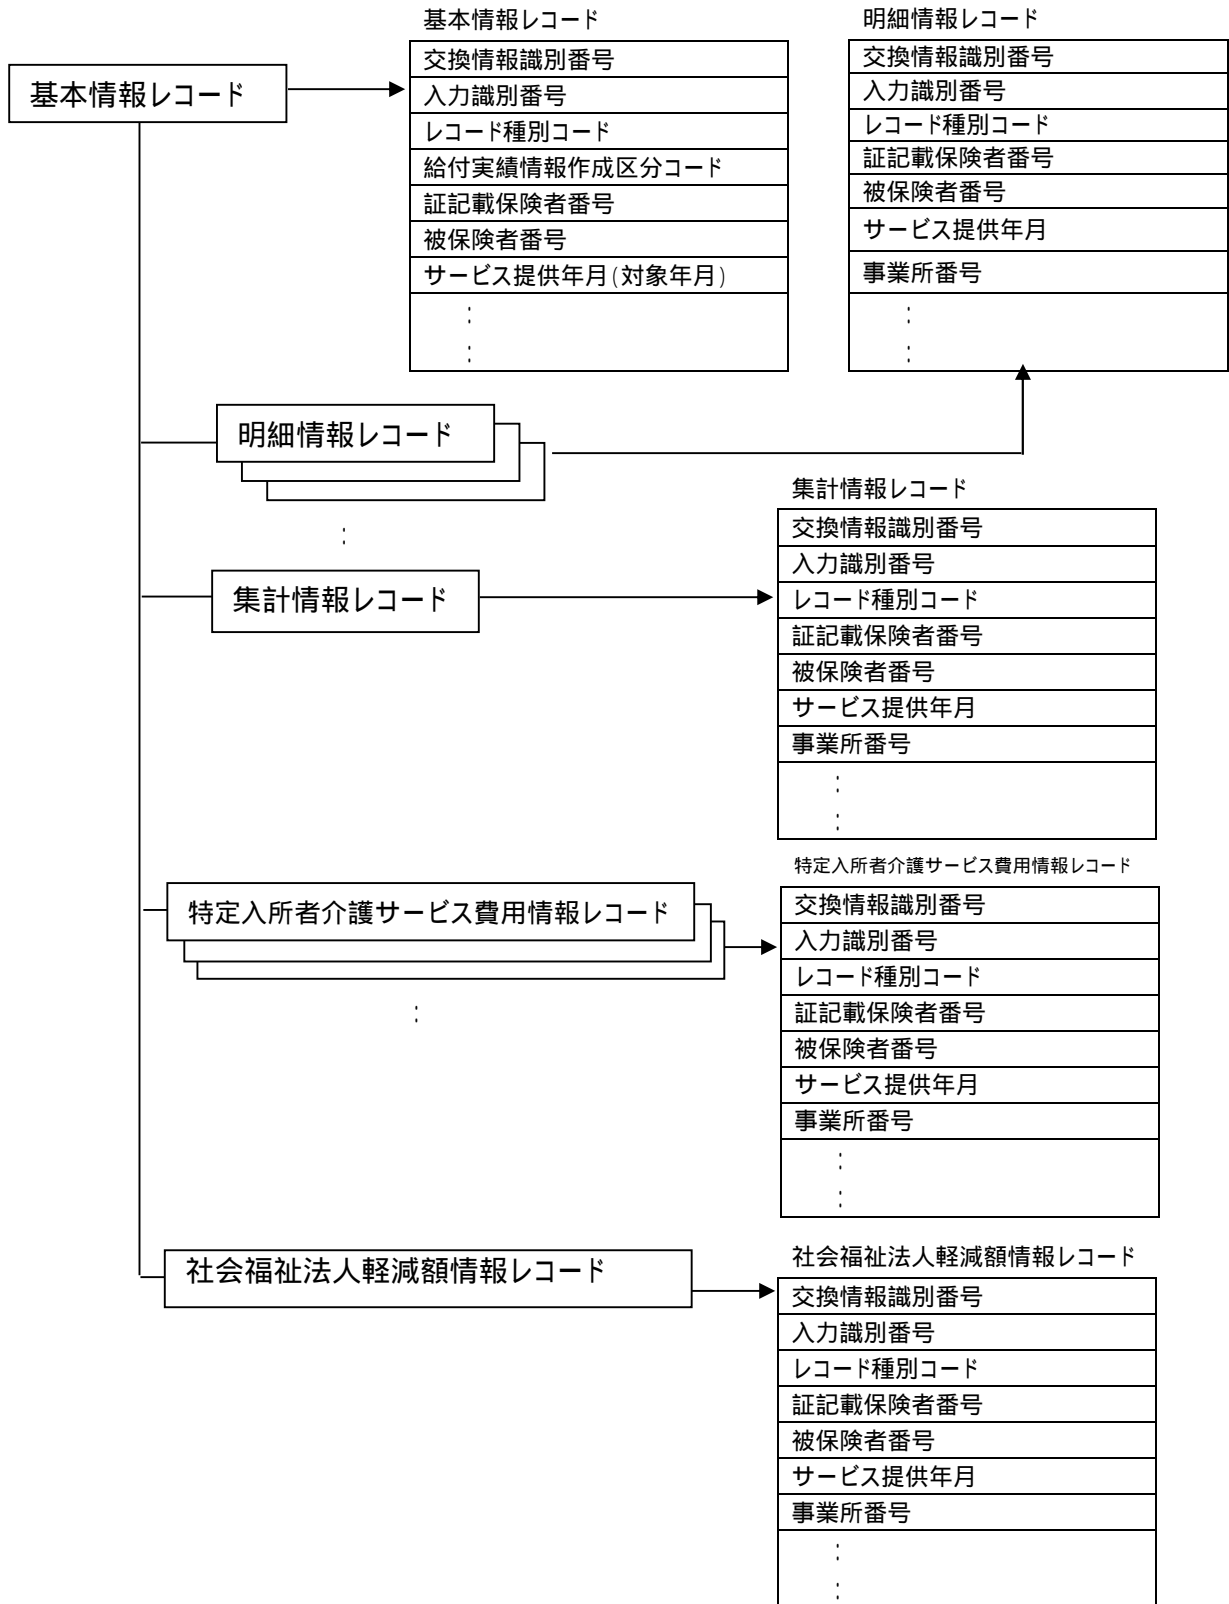 基本情報レコード
基本情報レコード
交換情報識別番号
入力識別番号
レコード種別コード
給付実績情報作成区分コード
証記載保険者番号
被保険者番号
サービス提供年月(対象年月)
:
:
明細情報レコード
交換情報識別番号
入力識別番号
レコード種別コード
証記載保険者番号
被保険者番号
サービス提供年月
事業所番号
:
:
明細情報レコード
:
集計情報レコード
集計情報レコード
交換情報識別番号
入力識別番号
レコード種別コード
証記載保険者番号
被保険者番号
サービス提供年月
事業所番号
:
:
特定入所者介護サービス費用情報レコード
:
特定入所者介護サービス費用情報レコード
交換情報識別番号
入力識別番号
レコード種別コード
証記載保険者番号
被保険者番号
サービス提供年月
事業所番号
:
:
社会福祉法人軽減額情報レコード
社会福祉法人軽減額情報レコード
交換情報識別番号
入力識別番号
レコード種別コード
証記載保険者番号
被保険者番号
サービス提供年月
事業所番号
:
: